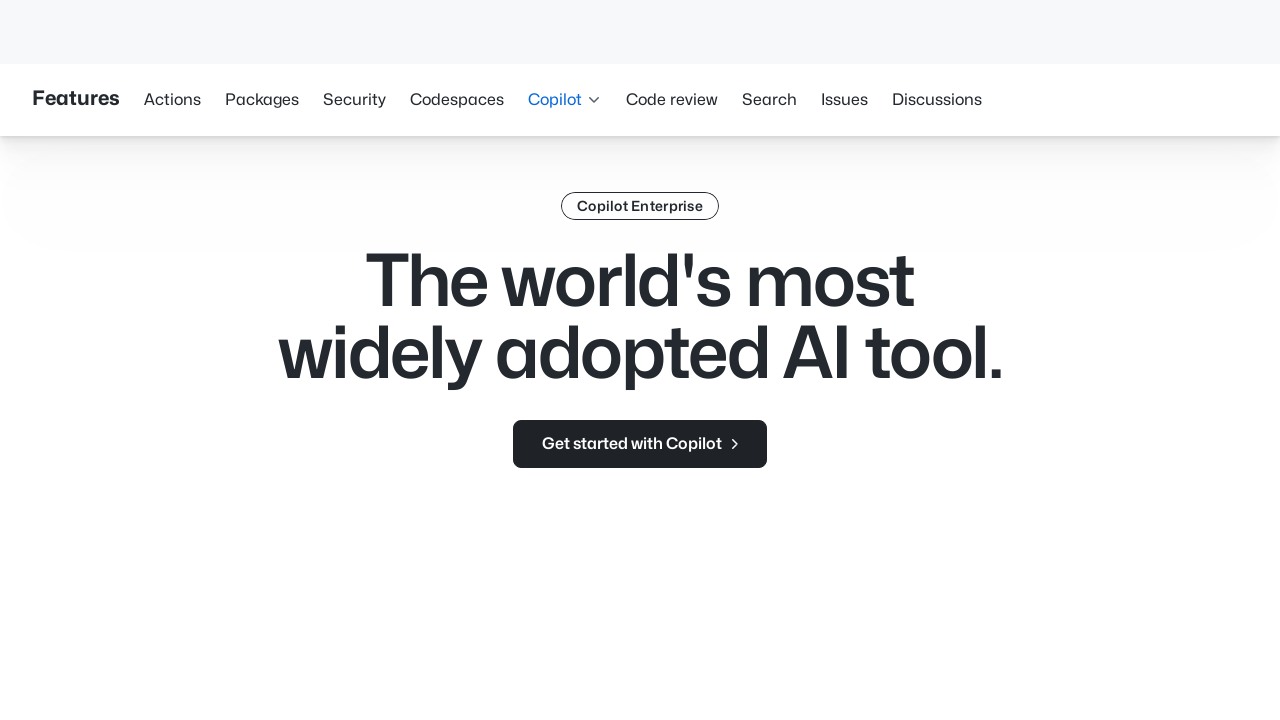 Features Actions Packages Security Codespaces Copilot Code review Search Issues Discussions
Copilot Enterprise
The world's most
widely adopted AI tool.
Get started with Copilot